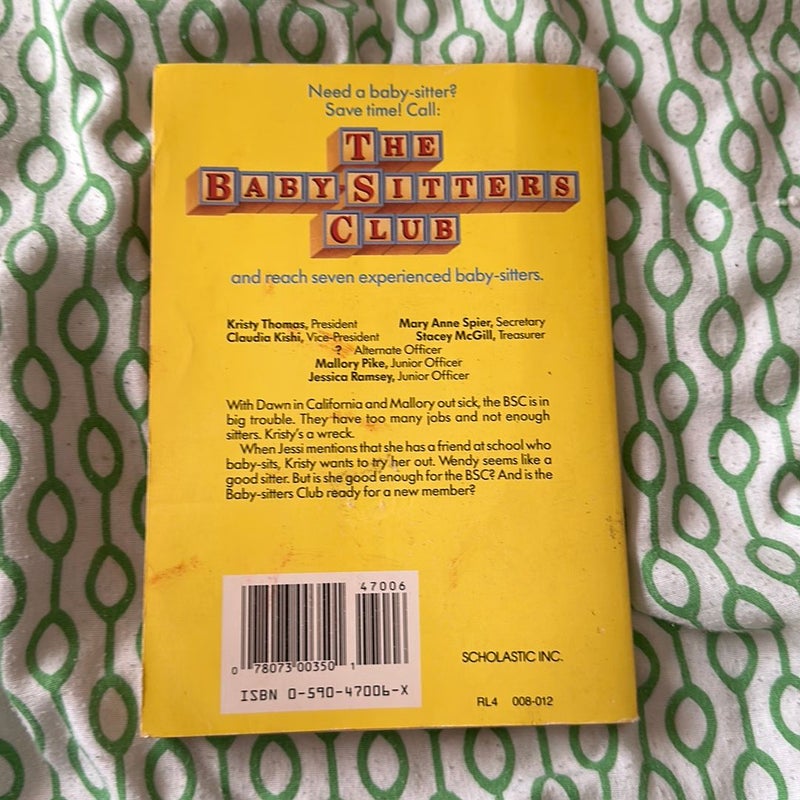 Need a baby-sitter?
Save time! Call:
THE
BABY-SITTERS
CLUB
and reach seven experienced baby-sitters.
Kristy Thomas, President Mary Anne Spier, Secretary
Claudia Kishi, Vice-President Stacey McGill, Treasurer
? Alternate Officer
Mallory Pike, Junior Officer
Jessica Ramsey, Junior Officer
With Dawn in California and Mallory out sick, the BSC is in
big trouble. They have too many jobs and not enough
sitters. Kristy's a wreck.
When Jessi mentions that she has a friend at school who
baby-sits, Kristy wants to try her out. Wendy seems like a
good sitter. But is she good enough for the BSC? And is the
Baby-sitters Club ready for a new member?
47006
0 78073 00350 1
ISBN 0-590-47006-X
SCHOLASTIC INC.
RL4 008-012